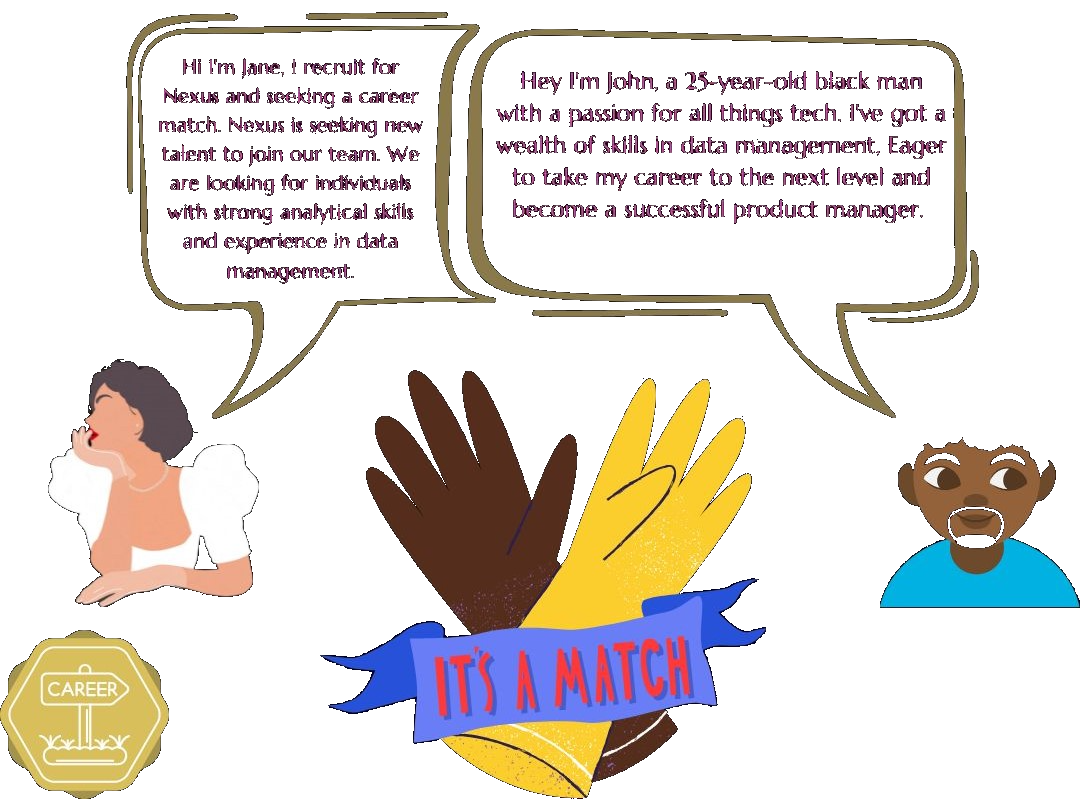 Hi I'm Jane, I recruit for
Nexus and seeking a career
match. Nexus is seeking new
talent to join our team. We
are looking for individuals
with strong analytical skills
and experience in data
management.
Hey I'm John, a 25-year-old black man
with a passion for all things tech. I've got a
wealth of skills in data management, Eager
to take my career to the next level and
become a successful product manager.
IT'S A MATCH
CAREER